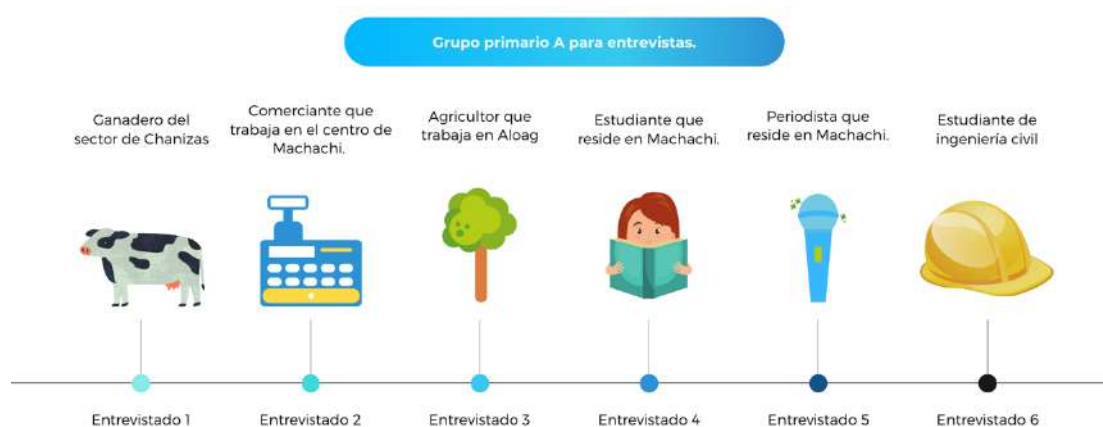 Grupo primario A para entrevistas.
Ganadero del
sector de Chanizas
Comerciante que
trabaja en el centro de
Machachi.
Agricultor que
trabaja en Aloag
Estudiante que
reside en Machachi.
Periodista que
reside en Machachi.
Estudiante de
ingeniería civil
Entrevistado 1
Entrevistado 2
Entrevistado 3
Entrevistado 4
Entrevistado 5
Entrevistado 6